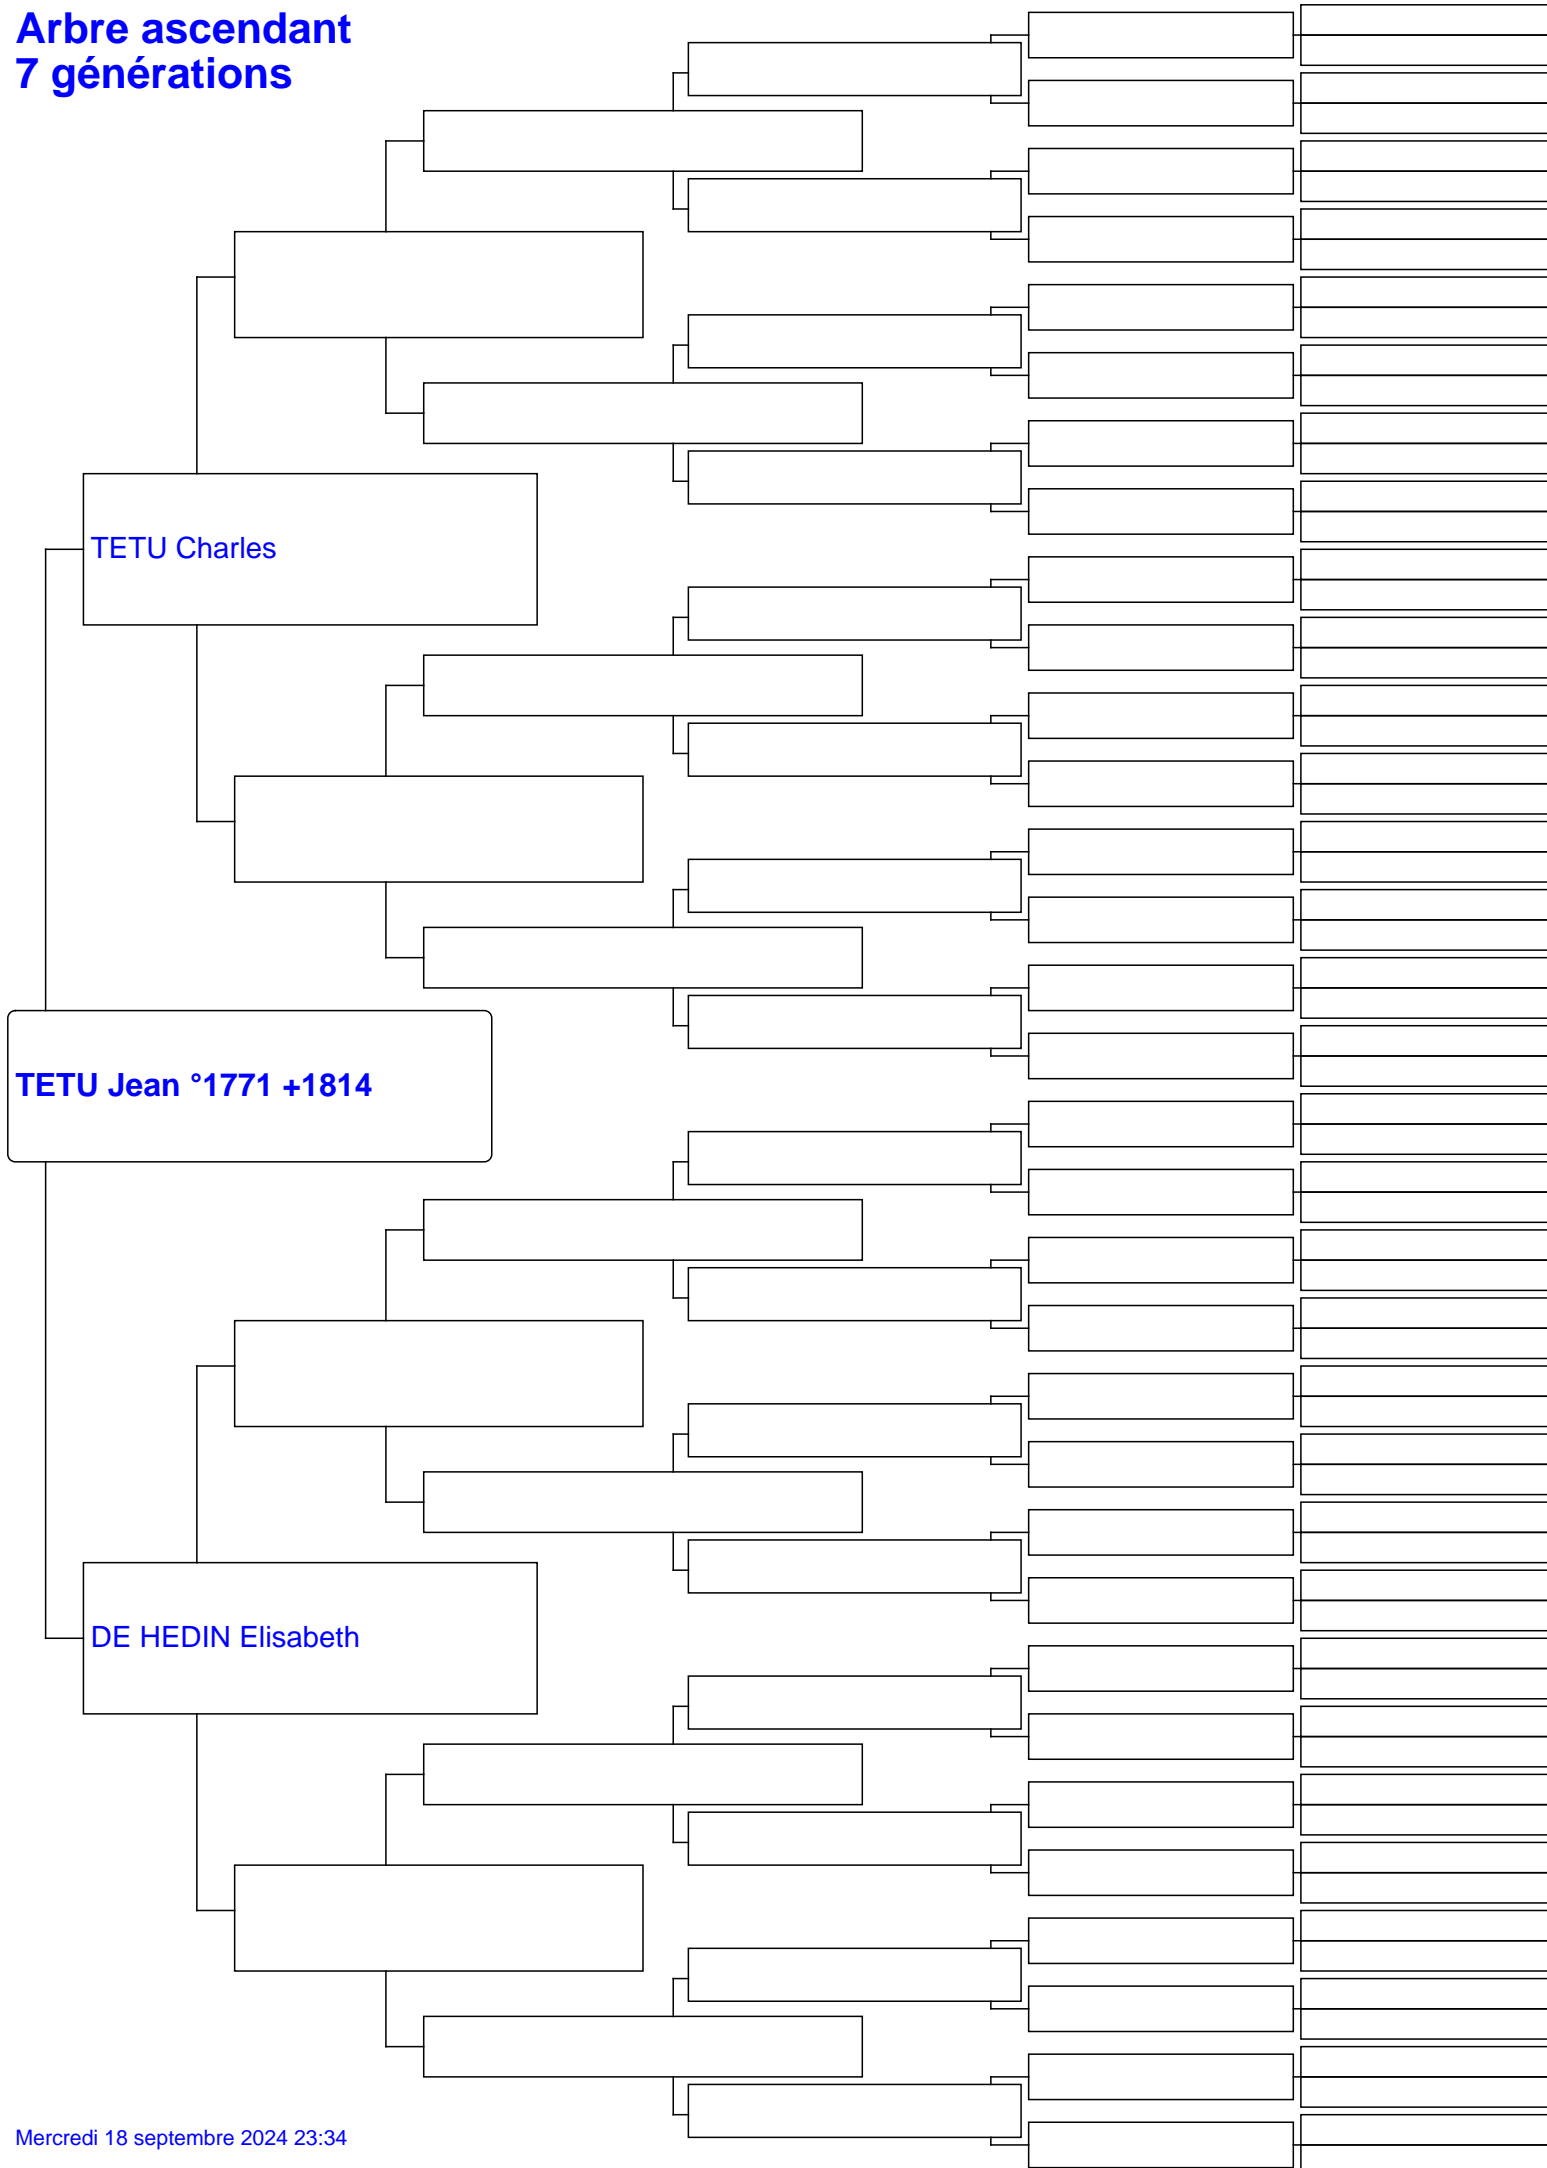 Arbre ascendant
7 générations
TETU Charles
TETU Jean °1771 +1814
DE HEDIN Elisabeth
Mercredi 18 septembre 2024 23:34